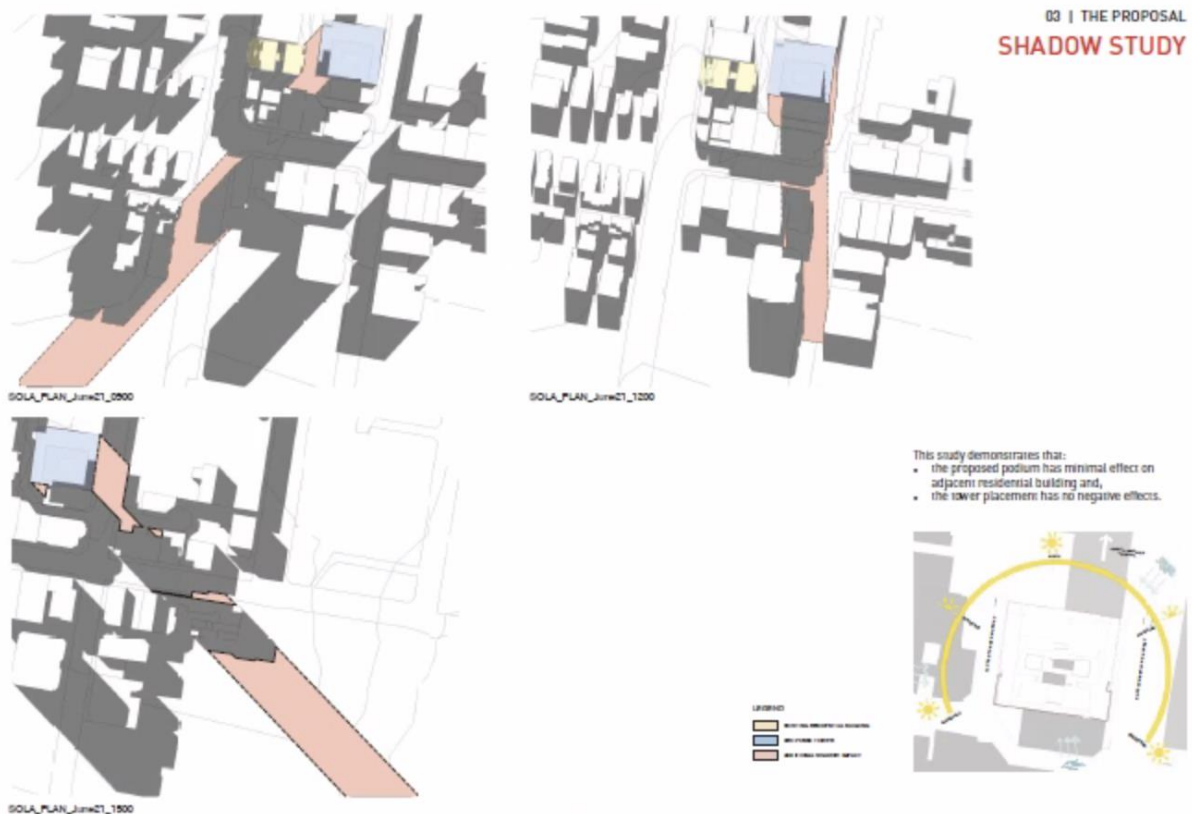 03 | THE PROPOSAL
SHADOW STUDY
SOLA_PLAN_June21_0900
SOLA_PLAN_June21_1200
This study demonstrates that:
• the proposed podium has minimal effect on
adjacent residential building and,
• the tower placement has no negative effects.
LEGEND
SOLA_PLAN_June21_1500